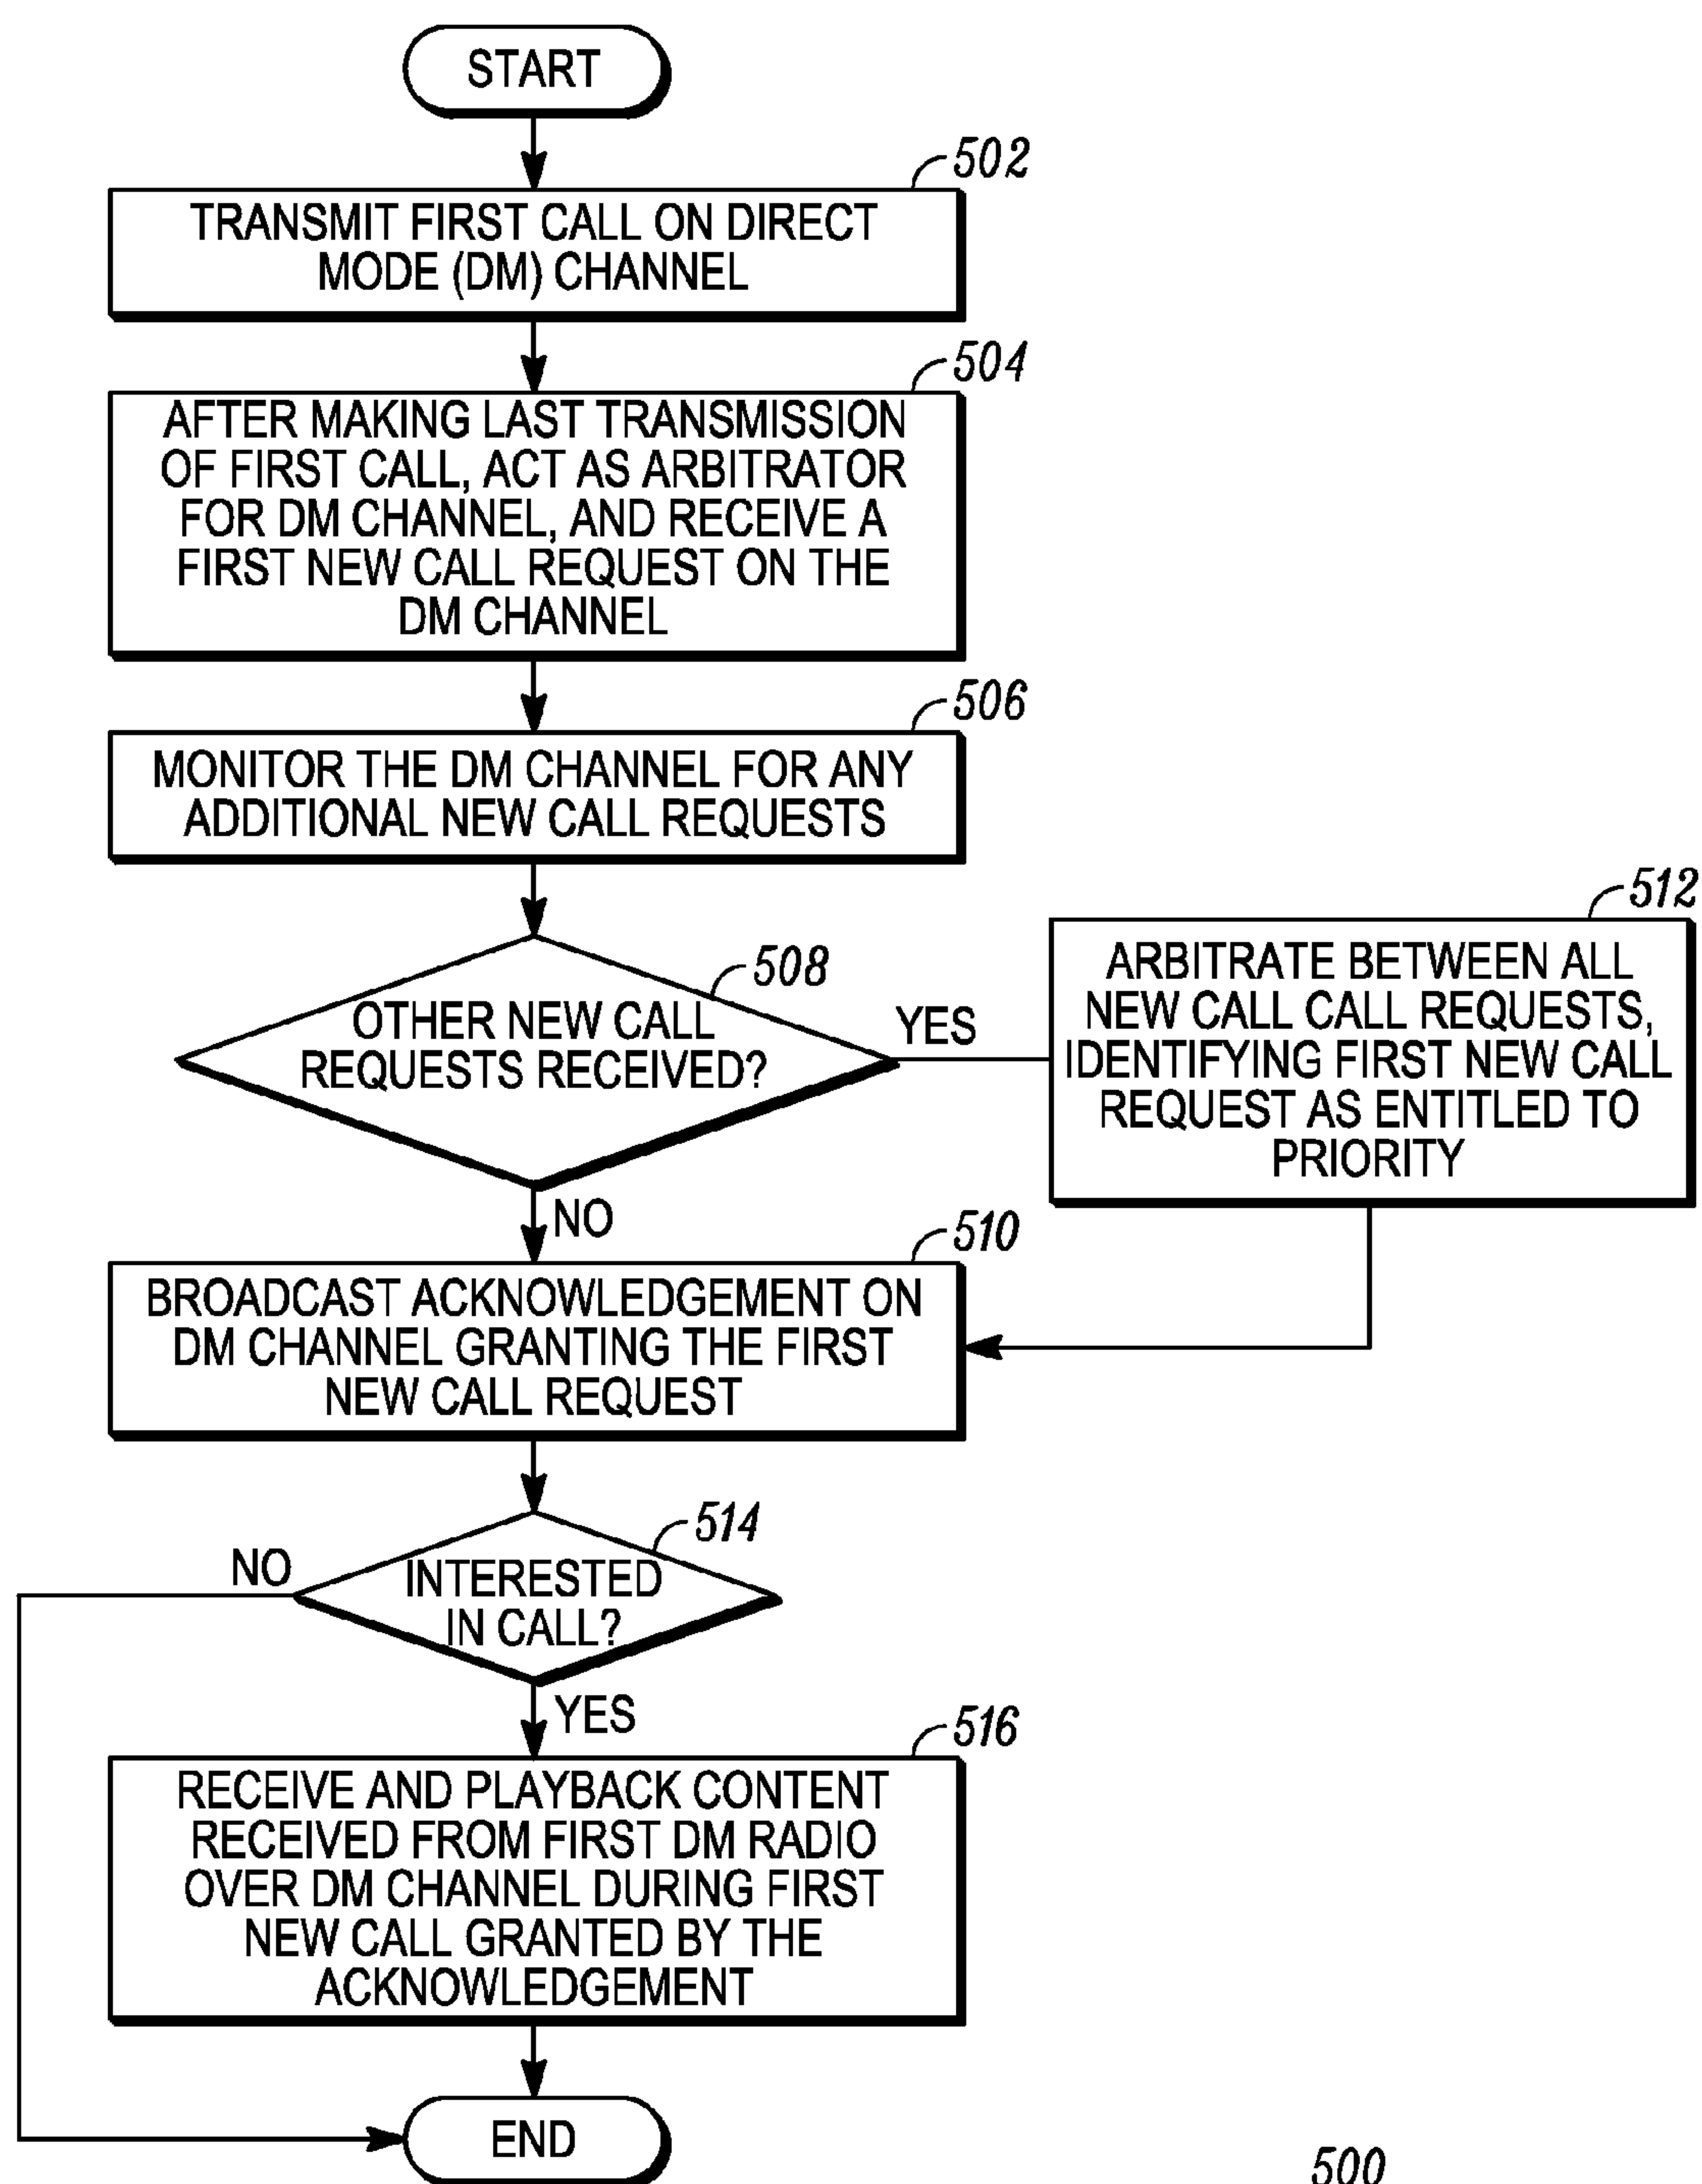 START
502
TRANSMIT FIRST CALL ON DIRECT
MODE (DM) CHANNEL
504
AFTER MAKING LAST TRANSMISSION
OF FIRST CALL, ACT AS ARBITRATOR
FOR DM CHANNEL, AND RECEIVE A
FIRST NEW CALL REQUEST ON THE
DM CHANNEL
506
MONITOR THE DM CHANNEL FOR ANY
ADDITIONAL NEW CALL REQUESTS
508
OTHER NEW CALL
REQUESTS RECEIVED?
YES
512
ARBITRATE BETWEEN ALL
NEW CALL CALL REQUESTS,
IDENTIFYING FIRST NEW CALL
REQUEST AS ENTITLED TO
PRIORITY
NO
510
BROADCAST ACKNOWLEDGEMENT ON
DM CHANNEL GRANTING THE FIRST
NEW CALL REQUEST
514
INTERESTED
IN CALL?
NO
YES
516
RECEIVE AND PLAYBACK CONTENT
RECEIVED FROM FIRST DM RADIO
OVER DM CHANNEL DURING FIRST
NEW CALL GRANTED BY THE
ACKNOWLEDGEMENT
END
500